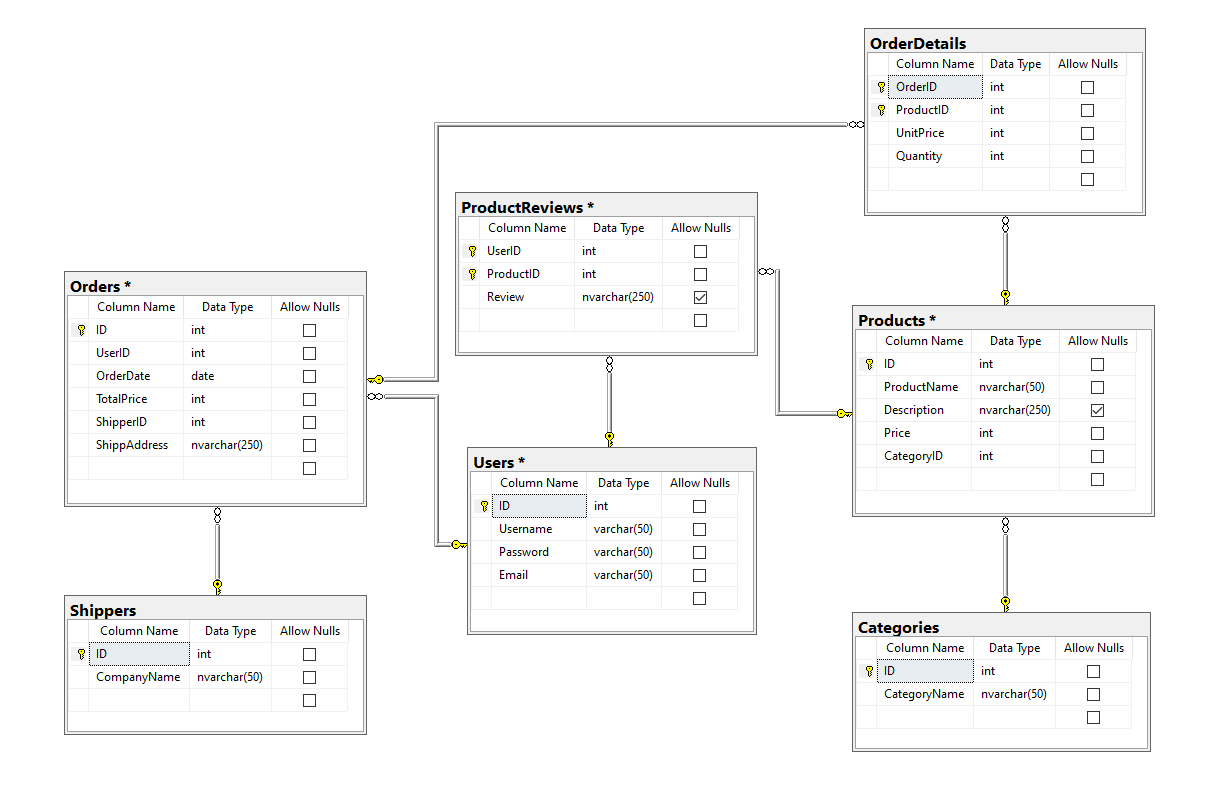 OrderDetails
Column Name Data Type Allow Nulls
OrderID int
ProductID int
UnitPrice int
Quantity int
ProductReviews *
Column Name Data Type Allow Nulls
UserID int
ProductID int
Review nvarchar(250)
Orders *
Column Name Data Type Allow Nulls
ID int
UserID int
OrderDate date
TotalPrice int
ShipperID int
ShippAddress nvarchar(250)
Products *
Column Name Data Type Allow Nulls
ID int
ProductName nvarchar(50)
Description nvarchar(250)
Price int
CategoryID int
Users *
Column Name Data Type Allow Nulls
ID int
Username varchar(50)
Password varchar(50)
Email varchar(50)
Shippers
Column Name Data Type Allow Nulls
ID int
CompanyName nvarchar(50)
Categories
Column Name Data Type Allow Nulls
ID int
CategoryName nvarchar(50)